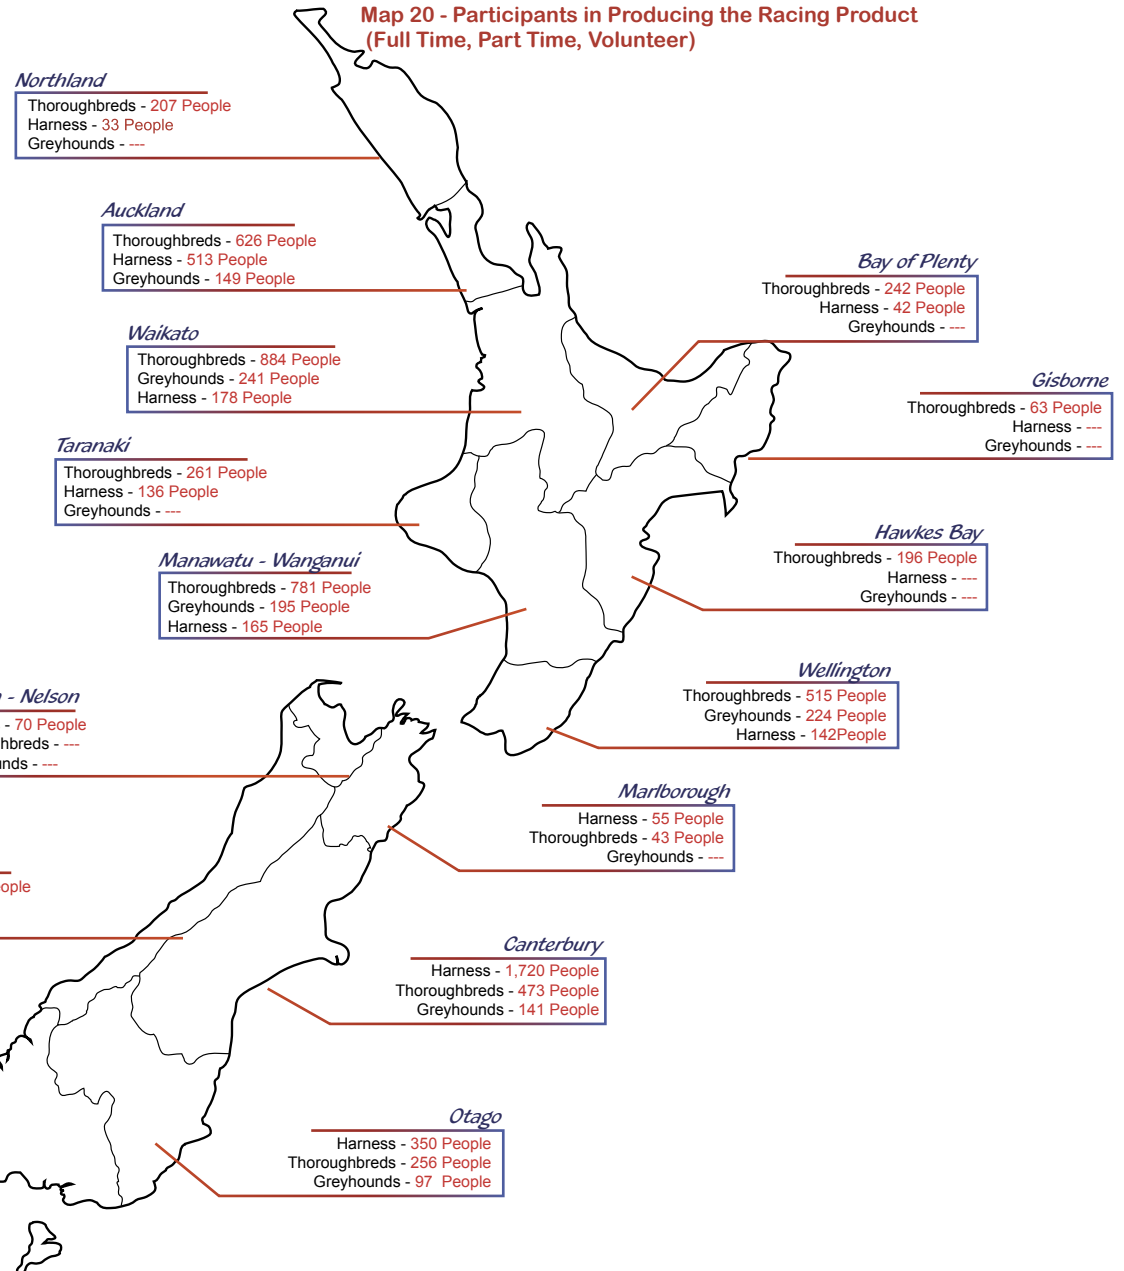 Map 20 - Participants in Producing the Racing Product
(Full Time, Part Time, Volunteer)
Northland
Thoroughbreds - 207 People
Harness - 33 People
Greyhounds - ---
Auckland
Thoroughbreds - 626 People
Harness - 513 People
Greyhounds - 149 People
Bay of Plenty
Thoroughbreds - 242 People
Harness - 42 People
Greyhounds - ---
Waikato
Thoroughbreds - 884 People
Greyhounds - 241 People
Harness - 178 People
Gisborne
Thoroughbreds - 63 People
Harness - ---
Greyhounds - ---
Taranaki
Thoroughbreds - 261 People
Harness - 136 People
Greyhounds - ---
Hawkes Bay
Thoroughbreds - 196 People
Harness - ---
Greyhounds - ---
Manawatu - Wanganui
Thoroughbreds - 781 People
Greyhounds - 195 People
Harness - 165 People
Wellington
Thoroughbreds - 515 People
Greyhounds - 224 People
Harness - 142People
- Nelson
- 70 People
hbreds - ---
nds - ---
Marlborough
Harness - 55 People
Thoroughbreds - 43 People
Greyhounds - ---
ople
Canterbury
Harness - 1,720 People
Thoroughbreds - 473 People
Greyhounds - 141 People
Otago
Harness - 350 People
Thoroughbreds - 256 People
Greyhounds - 97 People